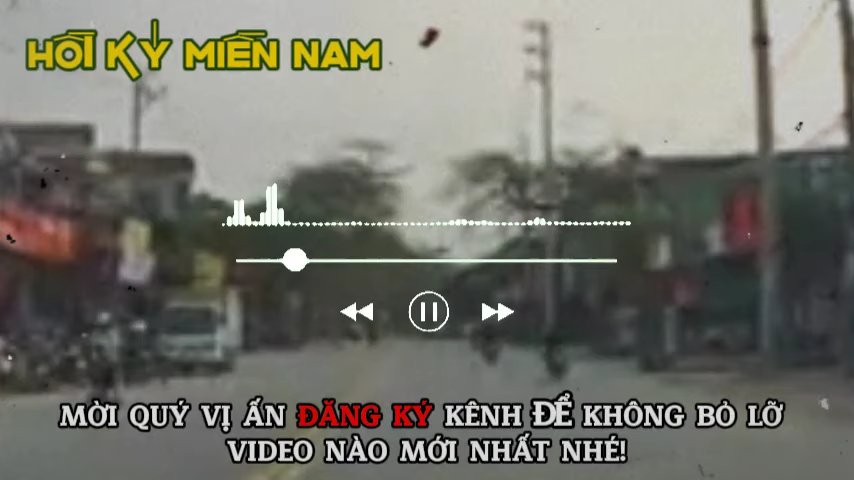 HỒI KÝ MIỀN NAM
MỜI QUÝ VỊ ẤN ĐĂNG KÝ KÊNH ĐỂ KHÔNG BỎ LỠ
VIDEO NÀO MỚI NHẤT NHÉ!